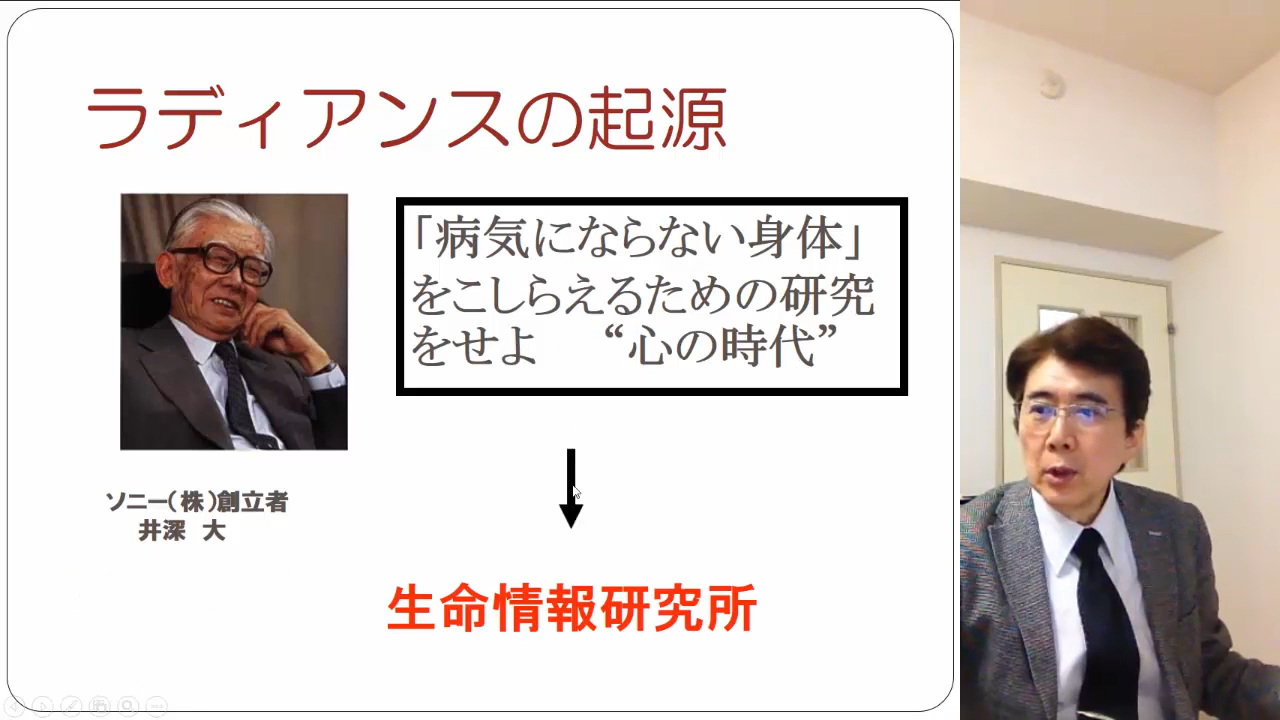 ラディアンスの起源
「病気にならない身体」
をこしらえるための研究
をせよ　“心の時代”
ソニー（株）創立者
井深　大
生命情報研究所